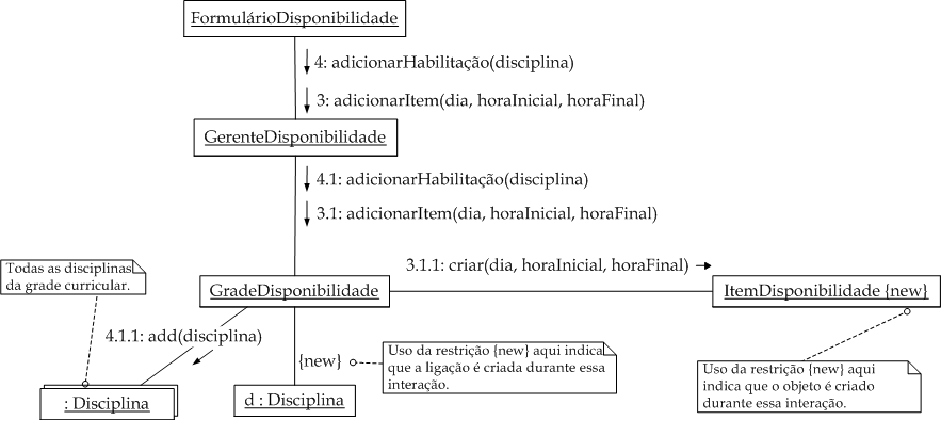 FormulárioDisponibilidade
4: adicionarHabilitação(disciplina)
3: adicionarItem(dia, horaInicial, horaFinal)
GerenteDisponibilidade
4.1: adicionarHabilitação(disciplina)
3.1: adicionarItem(dia, horaInicial, horaFinal)
Todas as disciplinas
da grade curricular.
3.1.1: criar(dia, horaInicial, horaFinal)
GradeDisponibilidade
ItemDisponibilidade {new}
4.1.1: add(disciplina)
{new}
Uso da restrição {new} aqui indica
que a ligação é criada durante essa
interação.
Uso da restrição {new} aqui
indica que o objeto é criado
durante essa interação.
: Disciplina
d : Disciplina